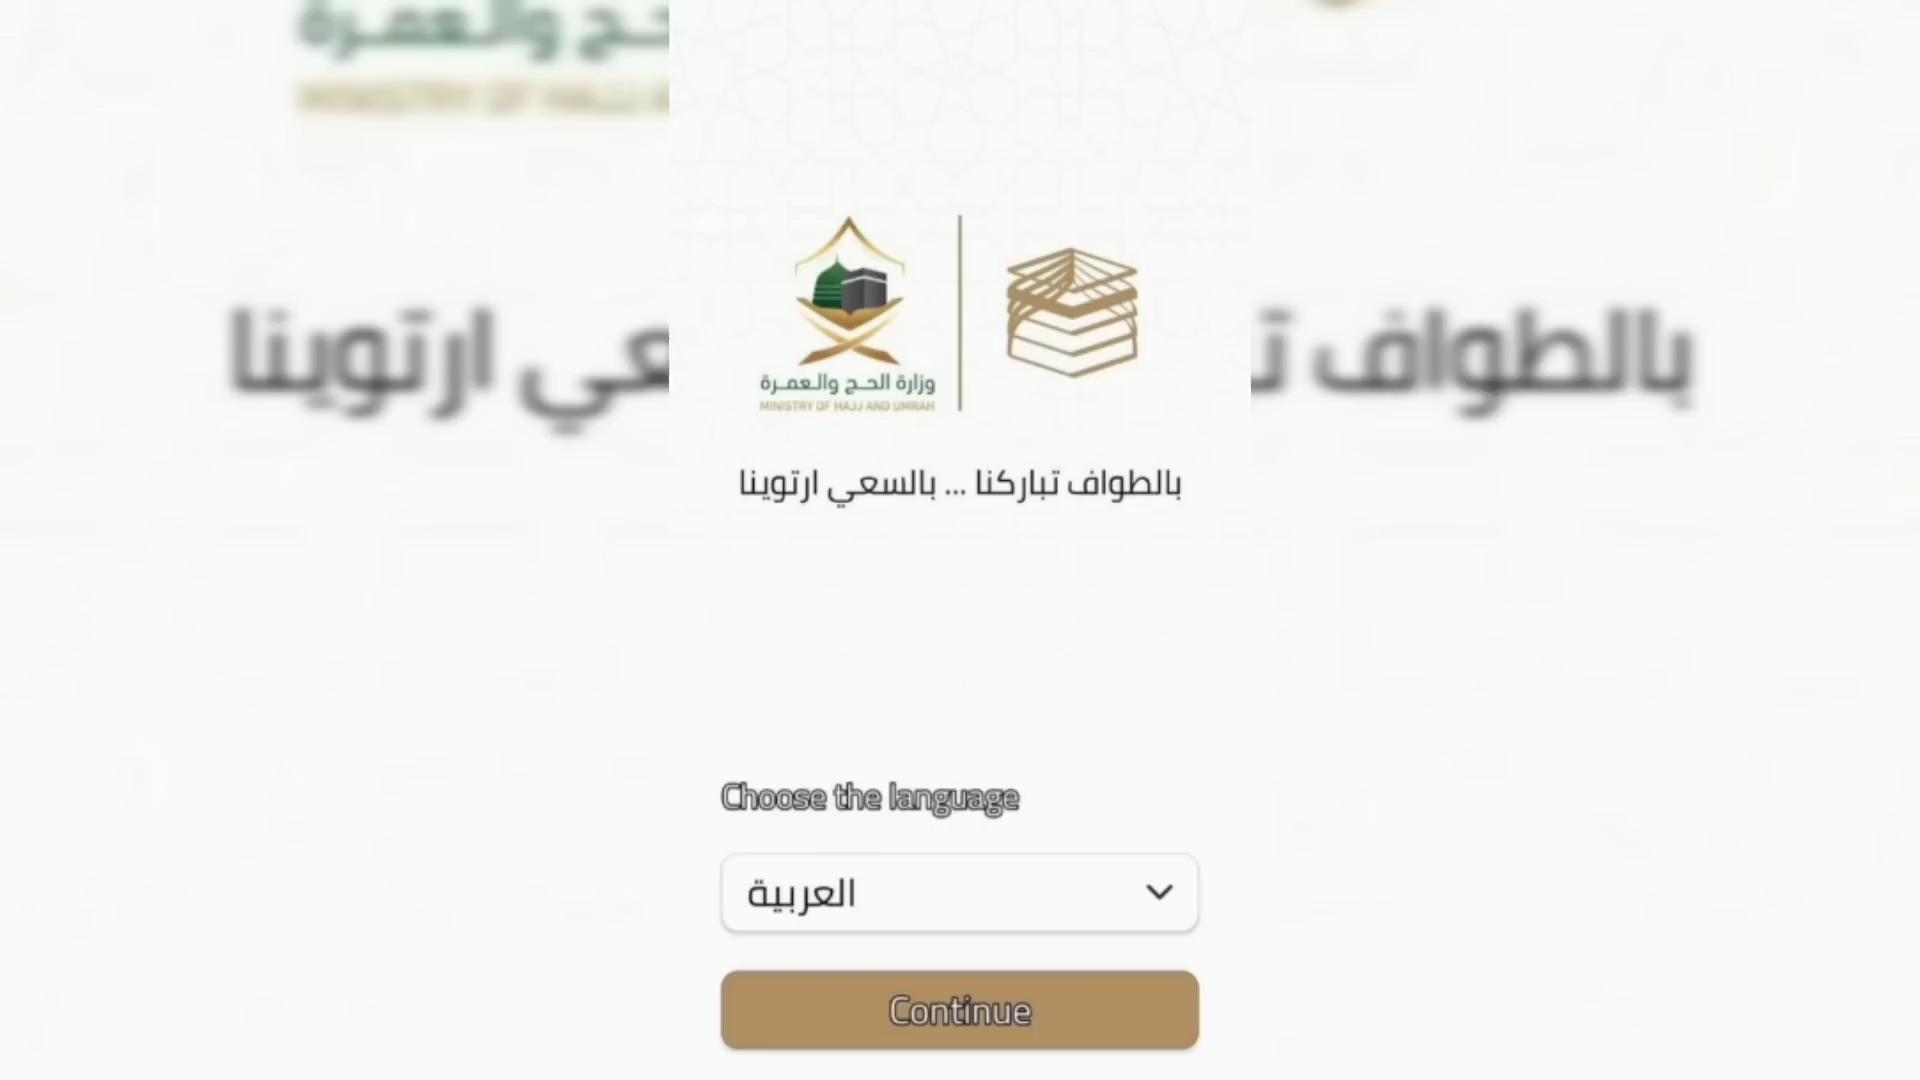 وزارة الحج والعمرة
MINISTRY OF HAJJ AND UMRAH
بالطواف تباركنا ... بالسعي ارتوينا
Choose the language
العربية
Continue